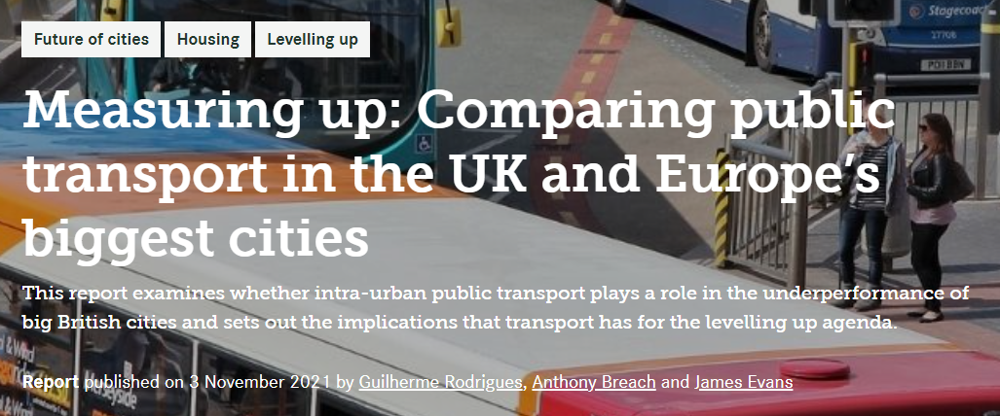 Future of cities Housing Levelling up
Stagecoach
27706
Measuring up: Comparing public
transport in the UK and Europe's
biggest cities
This report examines whether intra-urban public transport plays a role in the underperformance of
big British cities and sets out the implications that transport has for the levelling up agenda.
Report published on 3 November 2021 by Guilherme Rodrigues, Anthony Breach and James Evans